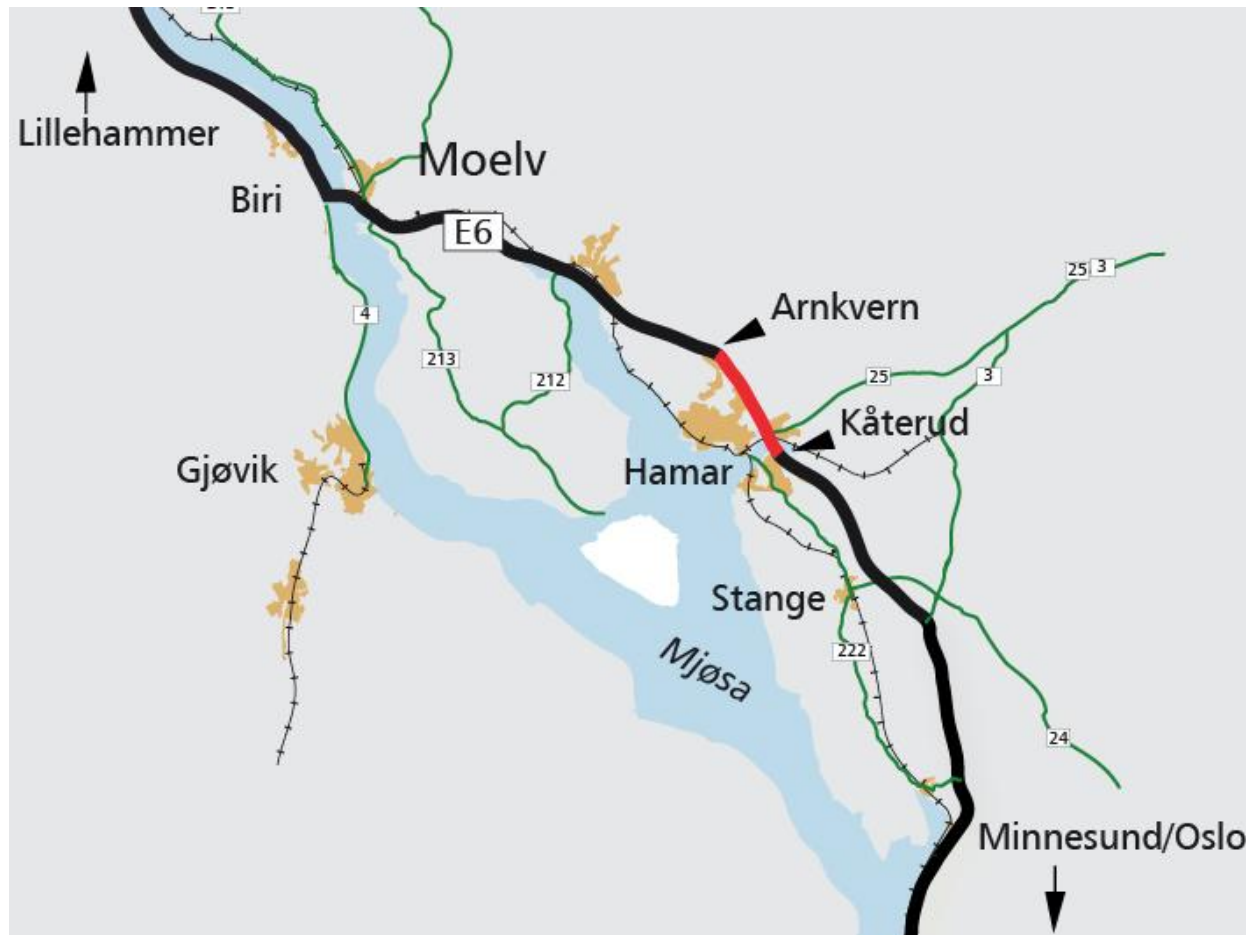 Lillehammer
Moelv
Biri
E6
25
3
Arnkvern
4
213
212
25
3
Kåterud
Gjøvik
Hamar
Stange
222
Mjøsa
24
Minnesund/Oslo